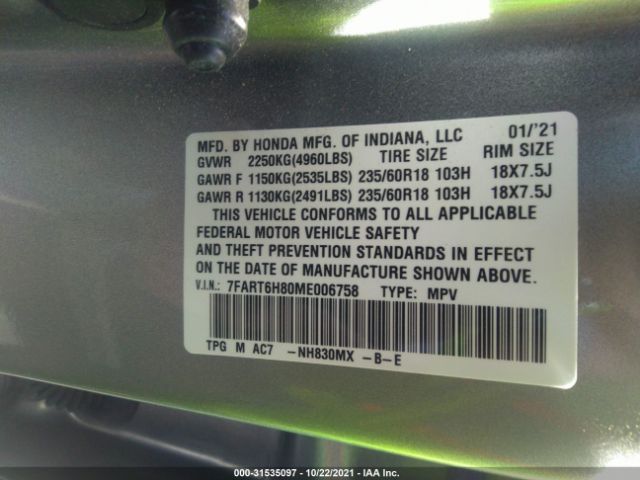 MFD. BY HONDA MFG. OF INDIANA, LLC 01/'21
GVWR 2250KG(4960LBS) TIRE SIZE RIM SIZE
GAWR F 1150KG(2535LBS) 235/60R18 103H 18X7.5J
GAWR R 1130KG(2491LBS) 235/60R18 103H 18X7.5J
THIS VEHICLE CONFORMS TO ALL APPLICABLE
FEDERAL MOTOR VEHICLE SAFETY
AND THEFT PREVENTION STANDARDS IN EFFECT
ON THE DATE OF MANUFACTURE SHOWN ABOVE.
V.I.N.: 7FART6H80ME006758 TYPE: MPV
TPG M AC7 -NH830MX -B-E
000-31535097 - 10/22/2021 - IAA Inc.